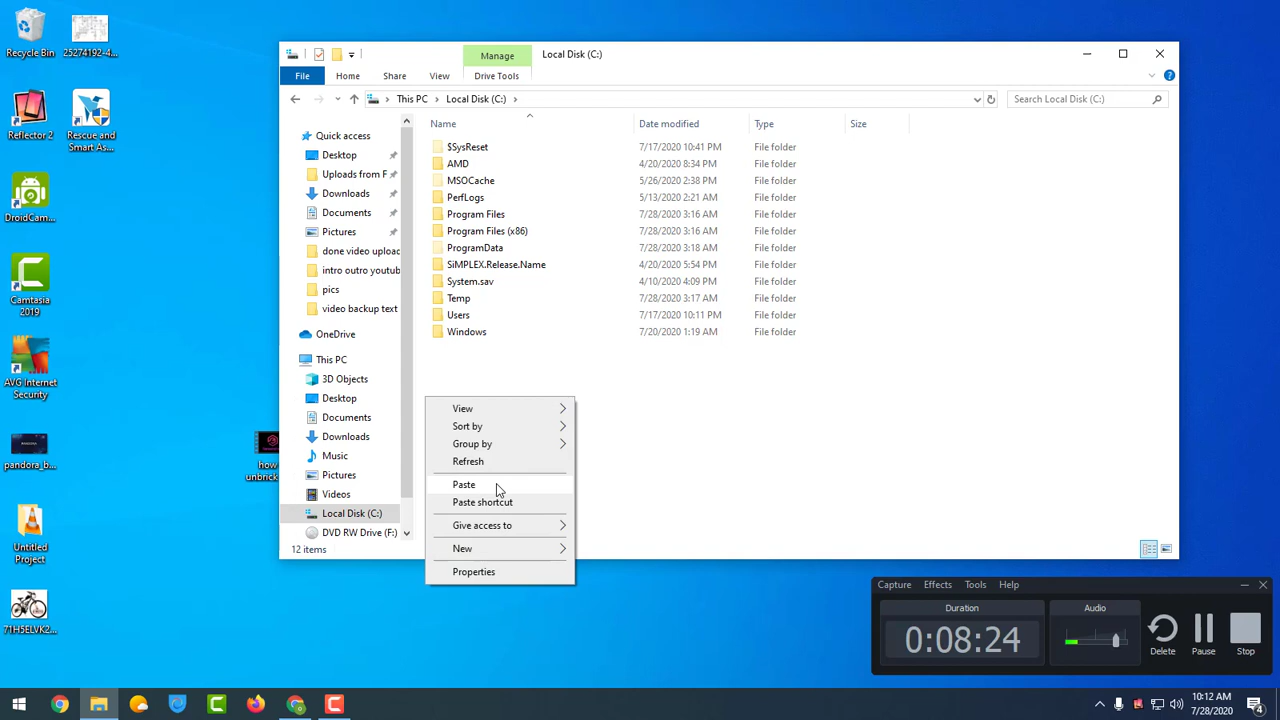 Recycle Bin
25274192-4...
Reflector 2
Rescue and
Smart As...
DroidCam...
Camtasia
2019
AVG Internet
Security
pandora_b...
how
unbrick
Untitled
Project
71H5ELVK2...
Manage
Local Disk (C:)
File
Home
Share
View
Drive Tools
This PC
Local Disk (C:)
Search Local Disk (C:)
Name
Date modified
Type
Size
$SysReset
7/17/2020 10:41 PM
File folder
AMD
4/20/2020 8:34 PM
File folder
MSOCache
5/26/2020 2:38 PM
File folder
PerfLogs
5/13/2020 2:21 AM
File folder
Program Files
7/28/2020 3:16 AM
File folder
Program Files (x86)
7/28/2020 3:16 AM
File folder
ProgramData
7/28/2020 3:18 AM
File folder
SiMPLEX.Release.Name
4/20/2020 5:54 PM
File folder
System.sav
4/10/2020 4:09 PM
File folder
Temp
7/28/2020 3:17 AM
File folder
Users
7/17/2020 10:11 PM
File folder
Windows
7/20/2020 1:19 AM
File folder
Quick access
Desktop
Uploads from F
Downloads
Documents
Pictures
done video upload
intro outro youtub
pics
video backup text
OneDrive
This PC
3D Objects
Desktop
Documents
Downloads
Music
Pictures
Videos
Local Disk (C:)
DVD RW Drive (F:)
12 items
View
Sort by
Group by
Refresh
Paste
Paste shortcut
Give access to
New
Properties
Capture
Effects
Tools
Help
Duration
0:08:24
Audio
Delete
Pause
Stop
10:12 AM
7/28/2020
4